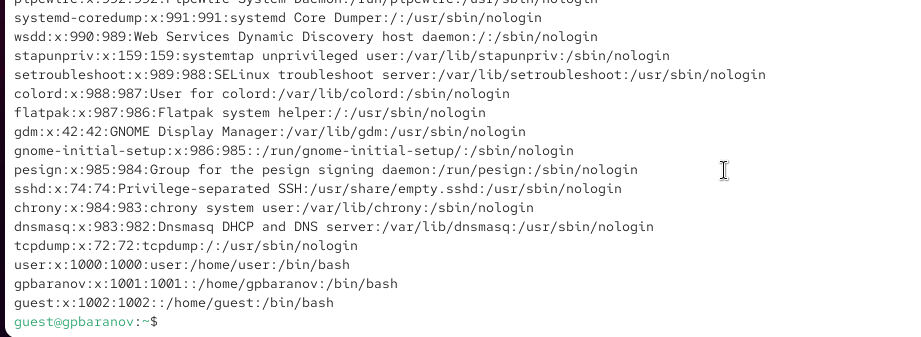 systemd-coredump:x:991:991:systemd Core Dumper:/:/usr/sbin/nologin
wsdd:x:990:989:Web Services Dynamic Discovery host daemon:/:/sbin/nologin
stapunpriv:x:159:159:systemtap unprivileged user:/var/lib/stapunpriv:/sbin/nologin
setroubleshoot:x:989:988:SELinux troubleshoot server:/var/lib/setroubleshoot:/usr/sbin/nologin
colord:x:988:987:User for colord:/var/lib/colord:/sbin/nologin
flatpak:x:987:986:Flatpak system helper:/:/usr/sbin/nologin
gdm:x:42:42:GNOME Display Manager:/var/lib/gdm:/usr/sbin/nologin
gnome-initial-setup:x:986:985::/run/gnome-initial-setup/:/sbin/nologin
pesign:x:985:984:Group for the pesign signing daemon:/run/pesign:/sbin/nologin
sshd:x:74:74:Privilege-separated SSH:/usr/share/empty.sshd:/usr/sbin/nologin
chrony:x:984:983:chrony system user:/var/lib/chrony:/sbin/nologin
dnsmasq:x:983:982:Dnsmasq DHCP and DNS server:/var/lib/dnsmasq:/usr/sbin/nologin
tcpdump:x:72:72:tcpdump:/:/usr/sbin/nologin
user:x:1000:1000:user:/home/user:/bin/bash
gpbaranov:x:1001:1001::/home/gpbaranov:/bin/bash
guest:x:1002:1002::/home/guest:/bin/bash
guest@gpbaranov:~$